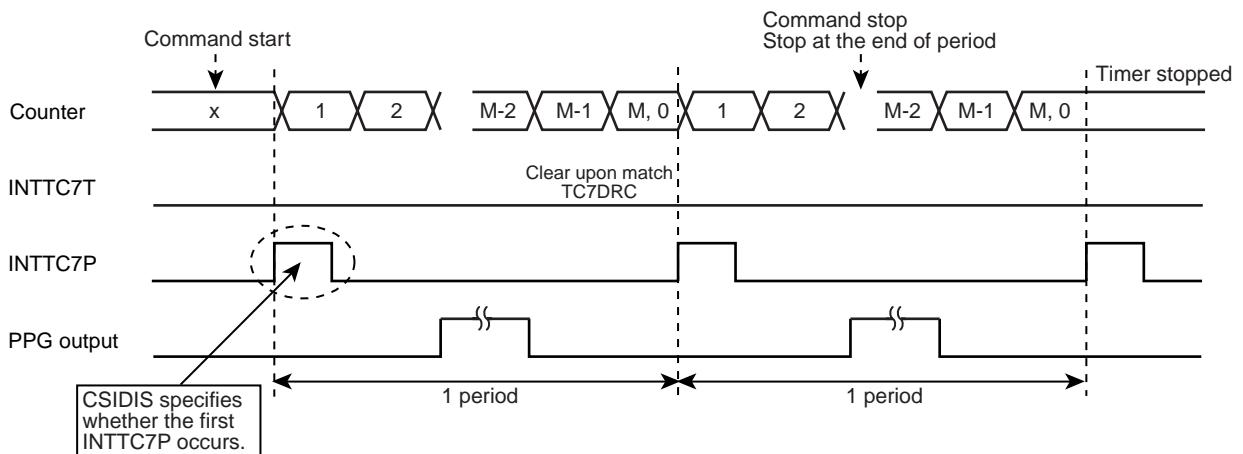 Command start
Command stop
Stop at the end of period
Timer stopped
Counter
x 1 2 M-2 M-1 M, 0 1 2 M-2 M-1 M, 0
Clear upon match
TC7DRC
INTTC7T
INTTC7P
PPG output
1 period 1 period
CSIDIS specifies
whether the first
INTTC7P occurs.